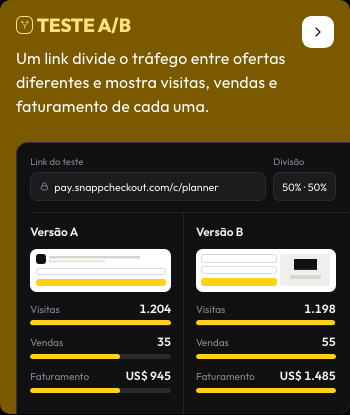 TESTE A/B
Um link divide o tráfego entre ofertas
diferentes e mostra visitas, vendas e
faturamento de cada uma.
Link do teste
Divisão
pay.snappcheckout.com/c/planner
50% · 50%
Versão A
Versão B
Visitas 1.204
Visitas 1.198
Vendas 35
Vendas 55
Faturamento US$ 945
Faturamento US$ 1.485